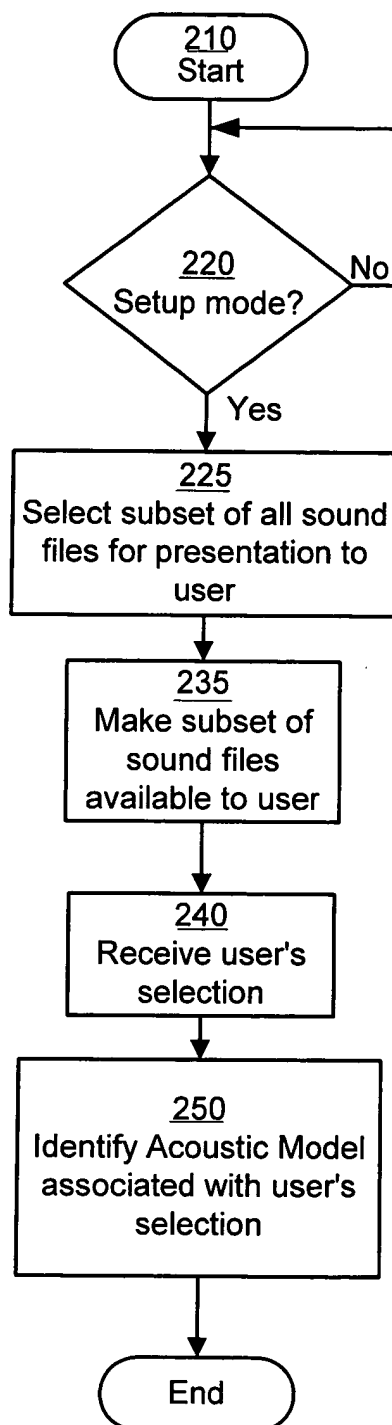 210
Start
220
Setup mode?
No
Yes
225
Select subset of all sound
files for presentation to
user
235
Make subset of
sound files
available to user
240
Receive user's
selection
250
Identify Acoustic Model
associated with user's
selection
End